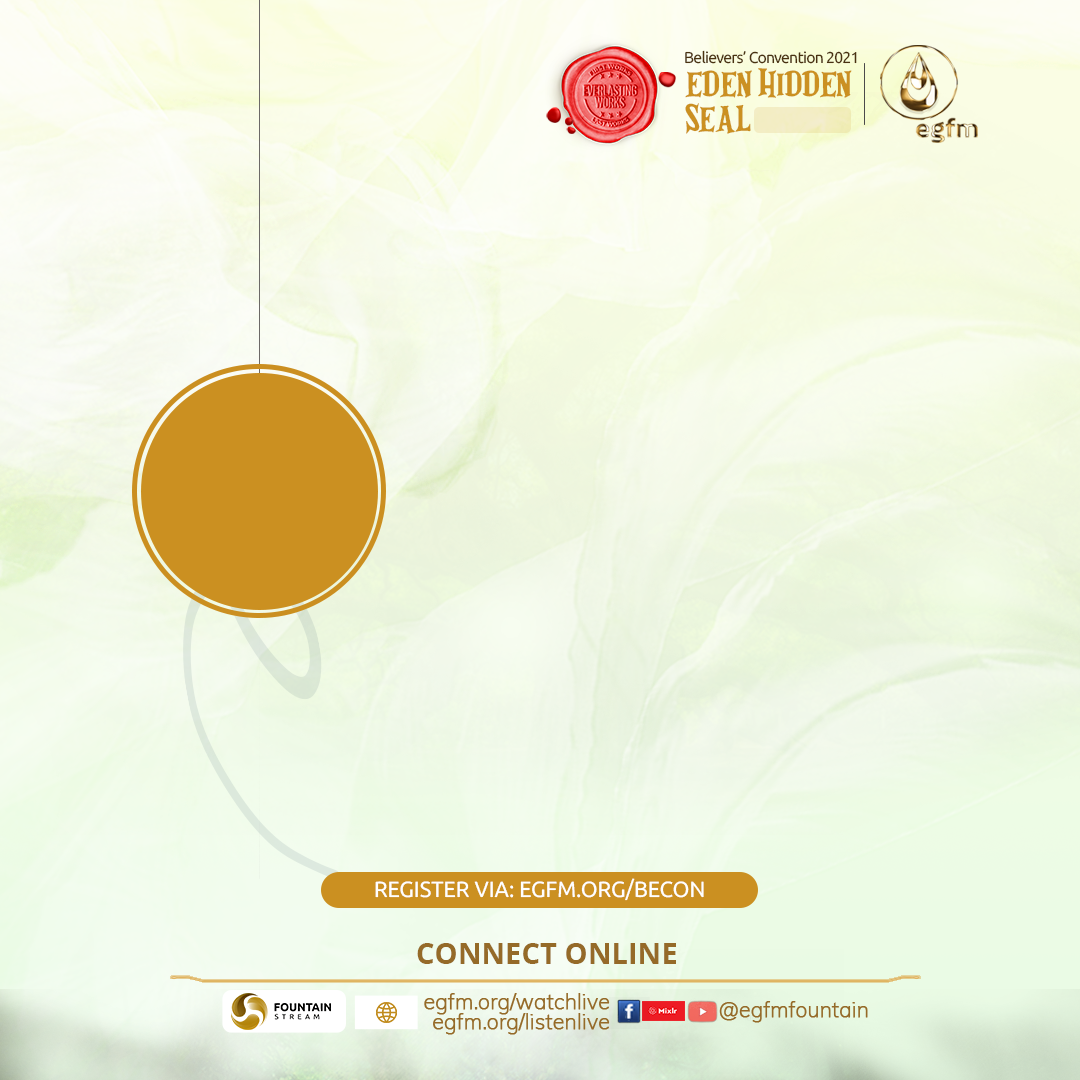 Believers’ Convention 2021
EDEN HIDDEN
SEAL
EVERLASTING
WORKS
egfm
REGISTER VIA: EGFM.ORG/BECON
CONNECT ONLINE
FOUNTAIN
STREAM
egfm.org/watchlive
egfm.org/listenlive
Mixlr
@egfmfountain